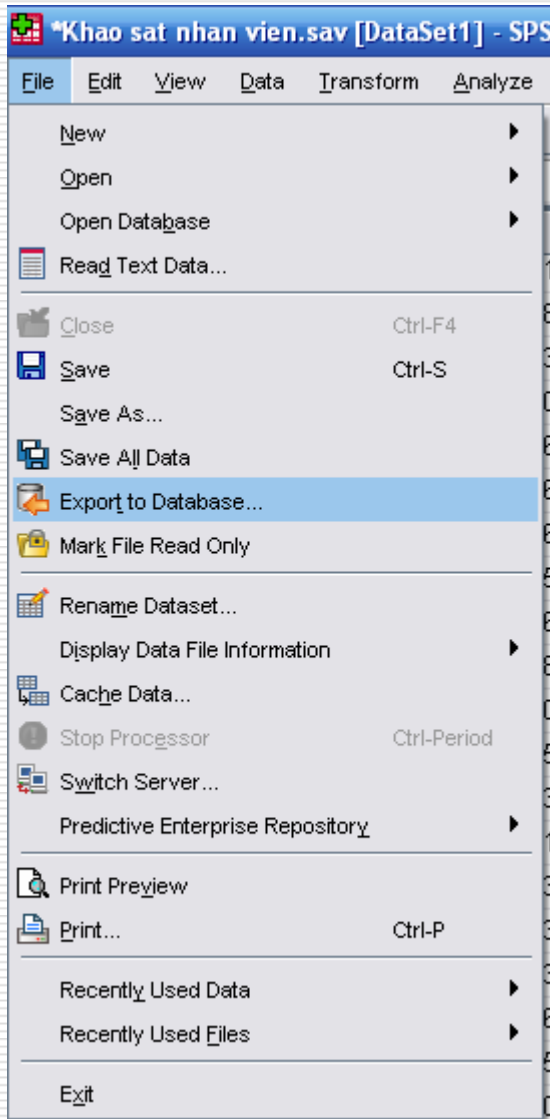 *Khao sat nhan vien.sav [DataSet1] - SPS
File Edit View Data Transform Analyze
New
Open
Open Database
Read Text Data...
Close Ctrl-F4
Save Ctrl-S
Save As...
Save All Data
Export to Database...
Mark File Read Only
Rename Dataset...
Display Data File Information
Cache Data...
Stop Processor Ctrl-Period
Switch Server...
Predictive Enterprise Repository
Print Preview
Print... Ctrl-P
Recently Used Data
Recently Used Files
Exit